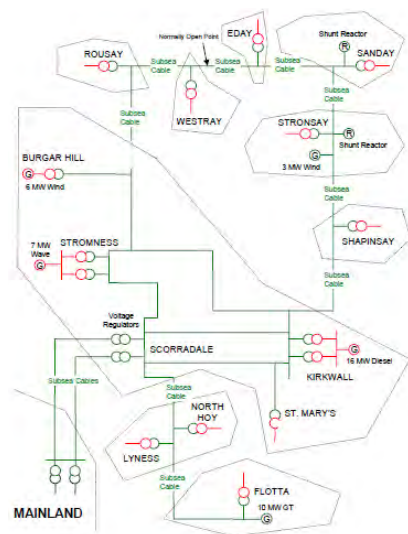 EDAY
Normally Open Point
Shunt Reactor
R
SANDAY
ROUSAY
Subsea
Cable
Subsea
Cable
Subsea
Cable
WESTRAY
Subsea
Cable
STRONSAY
R
Shunt Reactor
G
3 MW Wind
Subsea
Cable
BURGAR HILL
G
6 MW Wind
Subsea
Cable
SHAPINSAY
STROMNESS
7 MW
Wave
G
Subsea
Cable
Voltage
Regulators
SCORRADALE
G
16 MW Diesel
KIRKWALL
Subsea Cables
Subsea
Cable
NORTH
HOY
ST. MARY'S
LYNESS
Subsea
Cable
FLOTTA
10 MW GT
G
MAINLAND